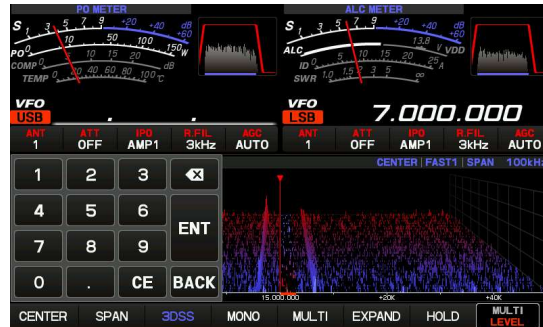 PO METER
ALC METER
S 1 3 5 7 9 +20 +40 +60 dB
PO 0 10 50 100 150 W
COMP 0 5 10 15 20 dB
TEMP 0 20 40 60 80 100 °C
S 1 3 5 7 9 +20 +40 +60 dB
ALC 13.8 V VDD
ID 0 5 10 15 20 25 A
SWR 1.0 1.5 2 3 5 ∞
VFO
USB . .
VFO
LSB 7.000.000
ANT ATT IPO R.FIL AGC
1 OFF AMP1 3kHz AUTO
ANT ATT IPO R.FIL AGC
1 OFF AMP1 3kHz AUTO
CENTER | FAST1 | SPAN 100kHz
1 2 3
4 5 6 ENT
7 8 9
0 . CE BACK
15.000.000 +20K +40K
CENTER SPAN 3DSS MONO MULTI EXPAND HOLD MULTI
LEVEL